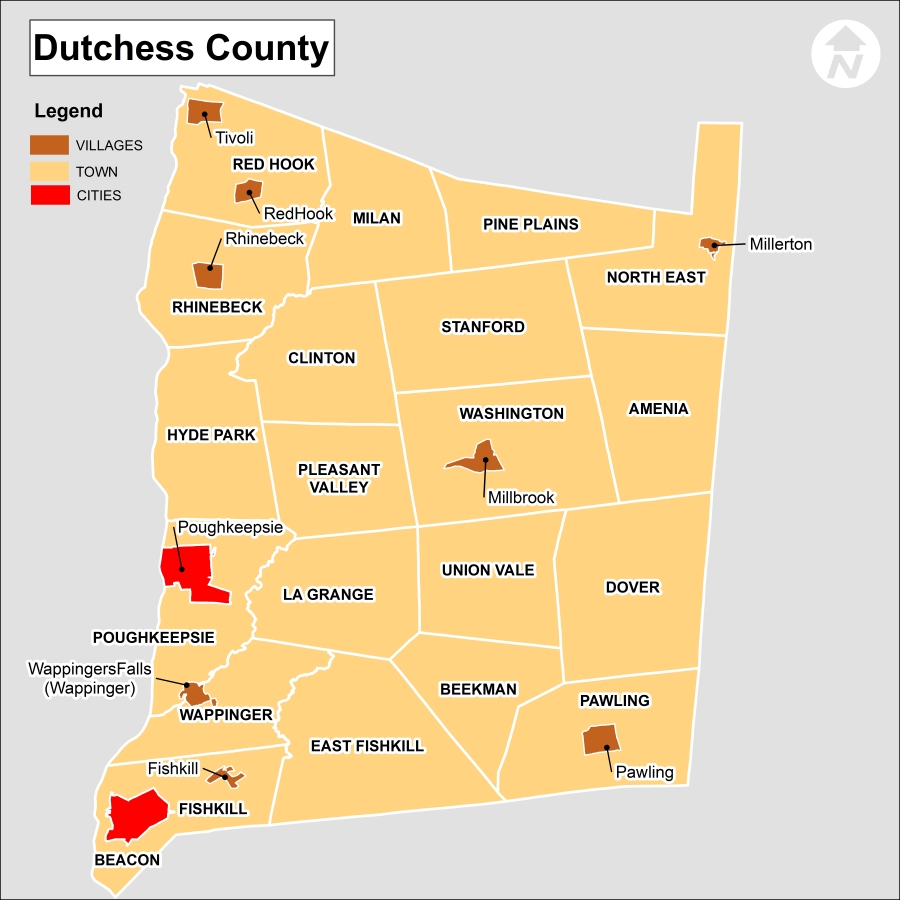 Dutchess County
N
Legend
VILLAGES
TOWN
CITIES
Tivoli
RED HOOK
RedHook
MILAN
PINE PLAINS
Rhinebeck
Millerton
NORTH EAST
RHINEBECK
STANFORD
CLINTON
AMENIA
WASHINGTON
HYDE PARK
PLEASANT
VALLEY
Millbrook
Poughkeepsie
UNION VALE
DOVER
LA GRANGE
POUGHKEEPSIE
WappingersFalls
(Wappinger)
BEEKMAN
PAWLING
WAPPINGER
EAST FISHKILL
Fishkill
Pawling
FISHKILL
BEACON